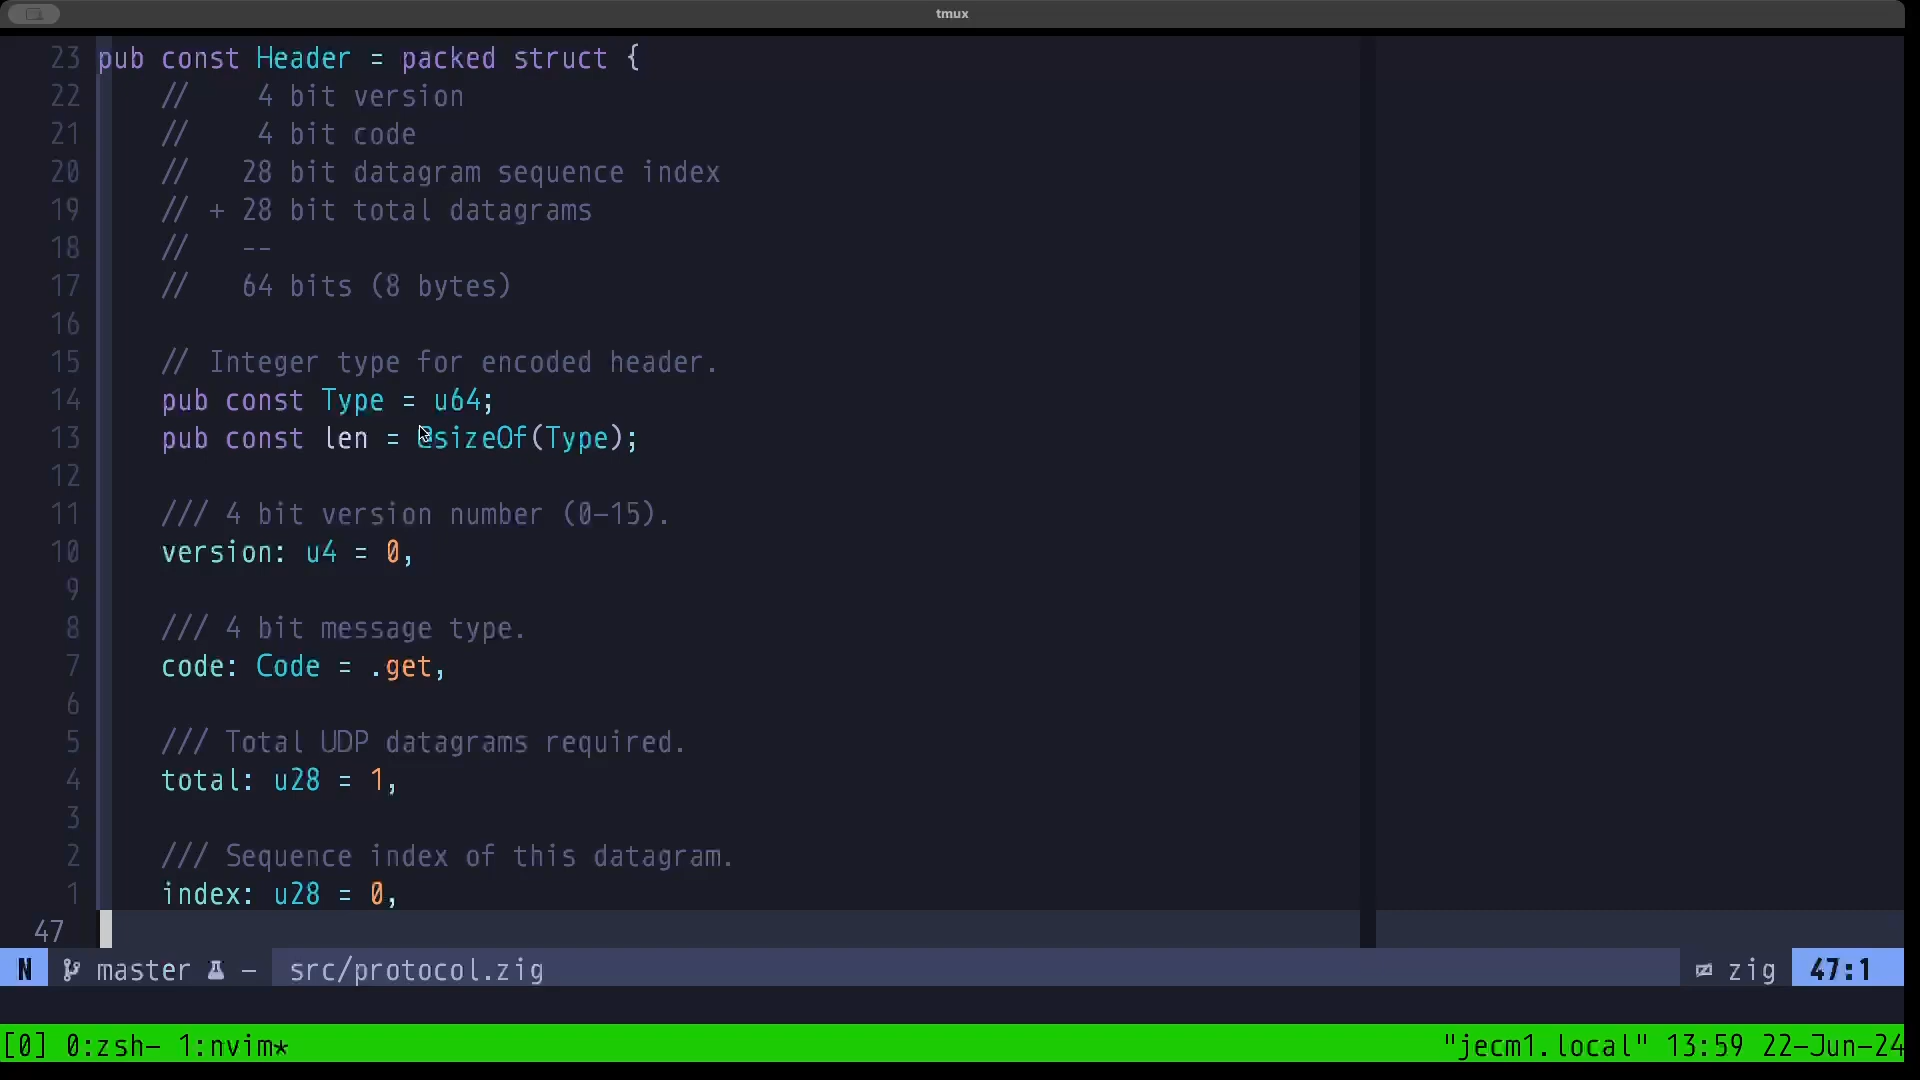 tmux
23 pub const Header = packed struct {
22 //    4 bit version
21 //    4 bit code
20 //   28 bit datagram sequence index
19 // + 28 bit total datagrams
18 //   --
17 //   64 bits (8 bytes)
16
15 // Integer type for encoded header.
14 pub const Type = u64;
13 pub const len = @sizeOf(Type);
12
11 /// 4 bit version number (0-15).
10 version: u4 = 0,
9
8 /// 4 bit message type.
7 code: Code = .get,
6
5 /// Total UDP datagrams required.
4 total: u28 = 1,
3
2 /// Sequence index of this datagram.
1 index: u28 = 0,
47
N master – src/protocol.zig zig 47:1
[0] 0:zsh- 1:nvim* "jecm1.local" 13:59 22-Jun-24